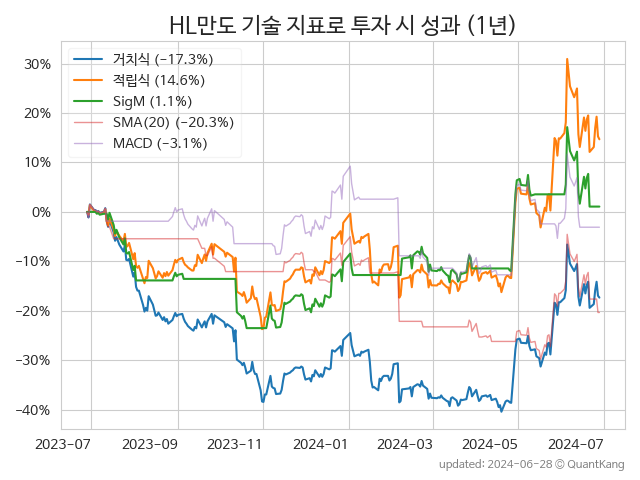 HL만도 기술 지표로 투자 시 성과 (1년)
거치식 (−17.3%)
적립식 (14.6%)
SigM (1.1%)
SMA(20) (−20.3%)
MACD (−3.1%)
30%
20%
10%
0%
−10%
−20%
−30%
−40%
2023-07 2023-09 2023-11 2024-01 2024-03 2024-05 2024-07
updated: 2024-06-28 © QuantKang